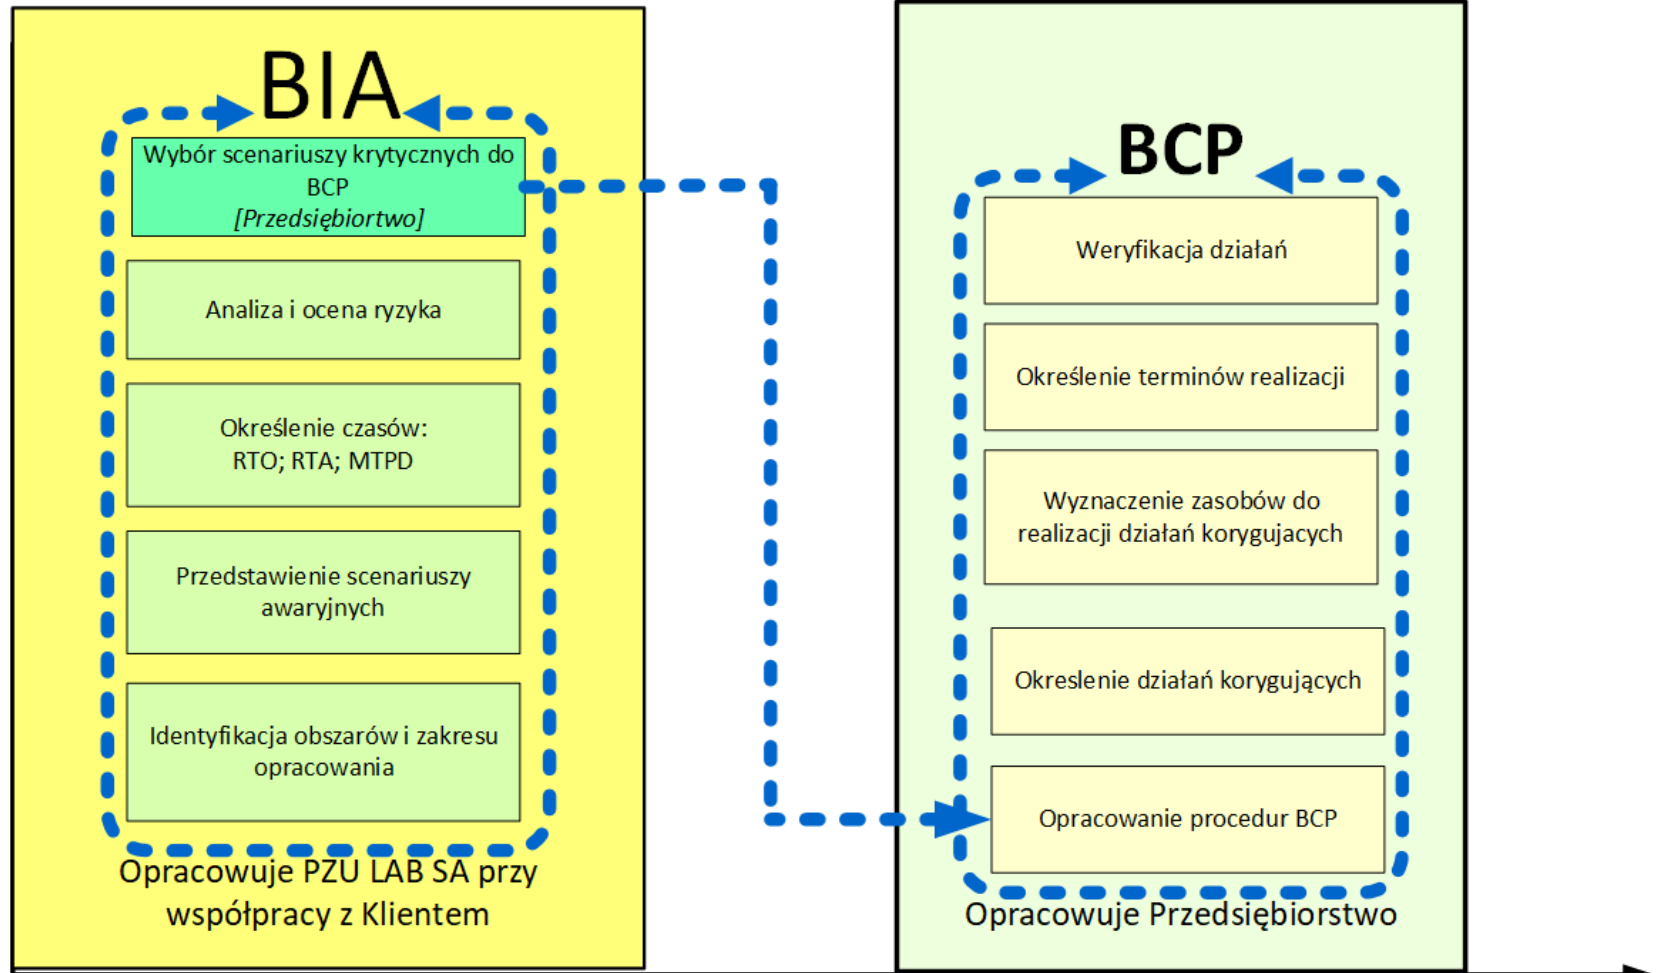 BIA
Wybór scenariuszy krytycznych do
BCP
[Przedsiębiortwo]
Analiza i ocena ryzyka
Określenie czasów:
RTO; RTA; MTPD
Przedstawienie scenariuszy
awaryjnych
Identyfikacja obszarów i zakresu
opracowania
Opracowuje PZU LAB SA przy
współpracy z Klientem
BCP
Weryfikacja działań
Określenie terminów realizacji
Wyznaczenie zasobów do
realizacji działań korygujacych
Okreslenie działań korygujących
Opracowanie procedur BCP
Opracowuje Przedsiębiorstwo